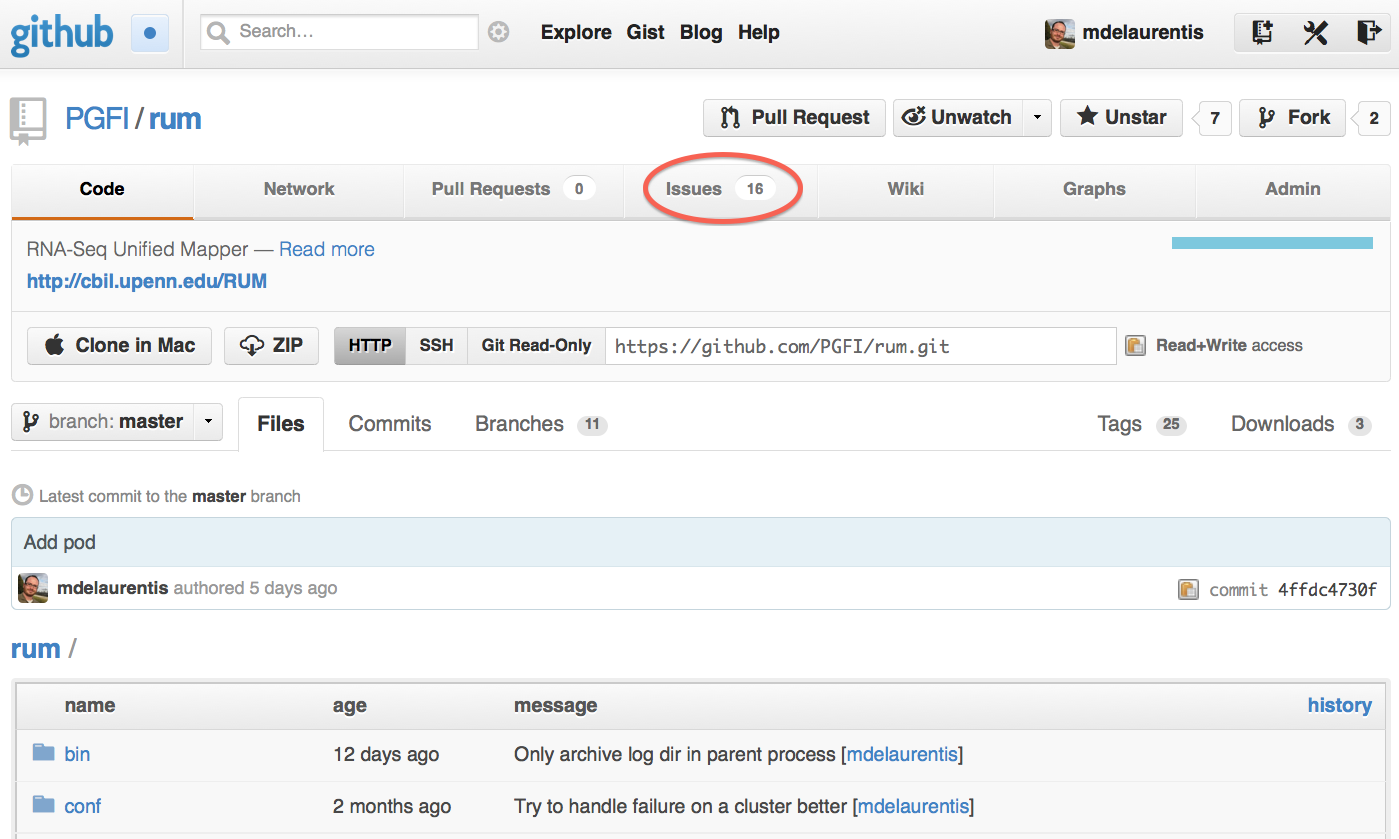 github Search... Explore Gist Blog Help mdelaurentis
PGFI / rum Pull Request Unwatch Unstar 7 Fork 2
Code Network Pull Requests 0 Issues 16 Wiki Graphs Admin
RNA-Seq Unified Mapper — Read more
http://cbil.upenn.edu/RUM
Clone in Mac ZIP HTTP SSH Git Read-Only https://github.com/PGFI/rum.git Read+Write access
branch: master Files Commits Branches 11 Tags 25 Downloads 3
Latest commit to the master branch
Add pod
mdelaurentis authored 5 days ago commit 4ffdc4730f
rum /
name age message history
bin 12 days ago Only archive log dir in parent process [mdelaurentis]
conf 2 months ago Try to handle failure on a cluster better [mdelaurentis]